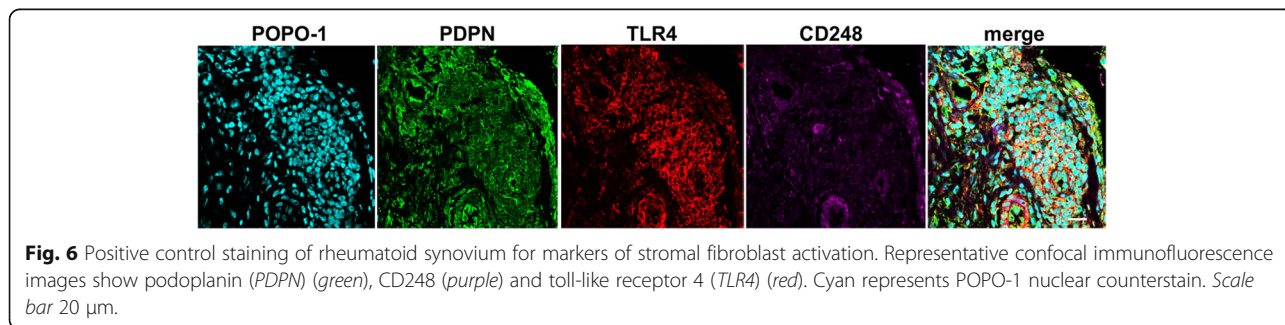 POPO-1 PDPN TLR4 CD248 merge
Fig. 6 Positive control staining of rheumatoid synovium for markers of stromal fibroblast activation. Representative confocal immunofluorescence
images show podoplanin (PDPN) (green), CD248 (purple) and toll-like receptor 4 (TLR4) (red). Cyan represents POPO-1 nuclear counterstain. Scale
bar 20 μm.